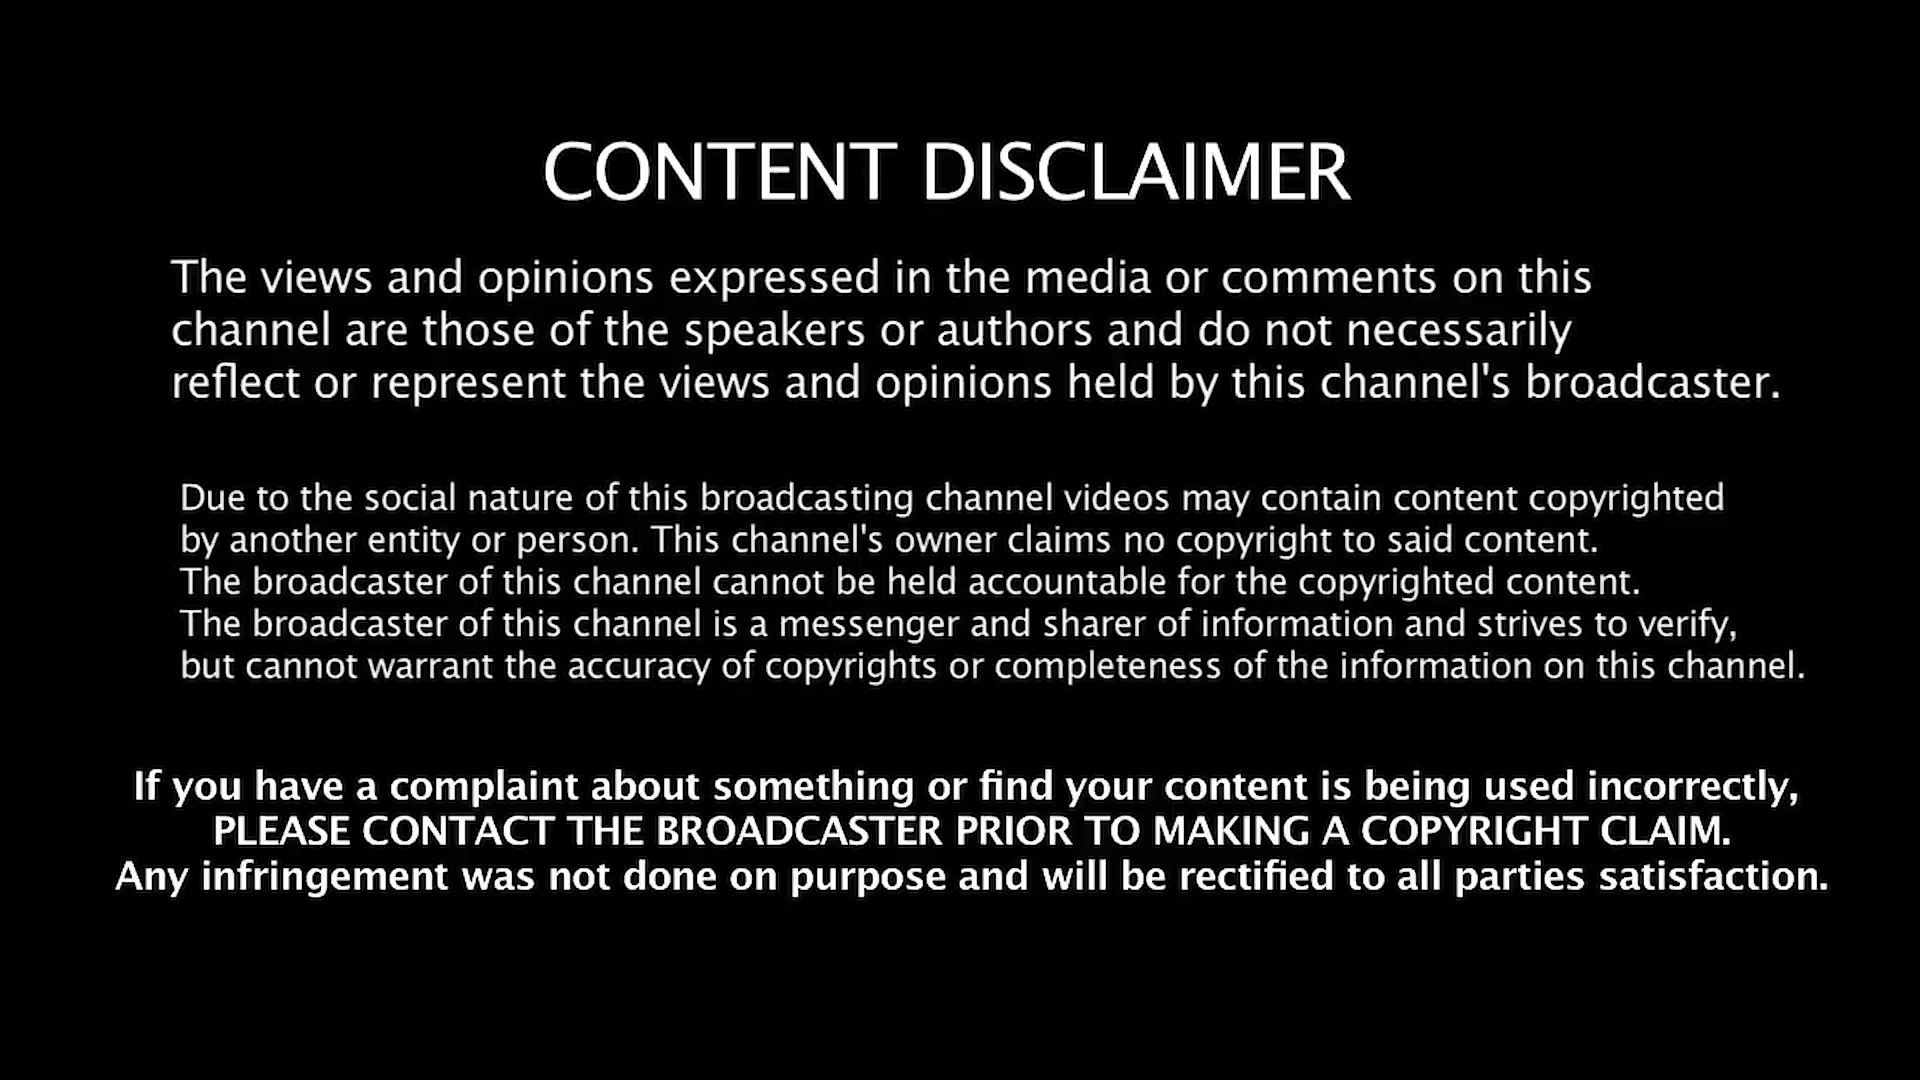 CONTENT DISCLAIMER
The views and opinions expressed in the media or comments on this
channel are those of the speakers or authors and do not necessarily
reflect or represent the views and opinions held by this channel's broadcaster.
Due to the social nature of this broadcasting channel videos may contain content copyrighted
by another entity or person. This channel's owner claims no copyright to said content.
The broadcaster of this channel cannot be held accountable for the copyrighted content.
The broadcaster of this channel is a messenger and sharer of information and strives to verify,
but cannot warrant the accuracy of copyrights or completeness of the information on this channel.
If you have a complaint about something or find your content is being used incorrectly,
PLEASE CONTACT THE BROADCASTER PRIOR TO MAKING A COPYRIGHT CLAIM.
Any infringement was not done on purpose and will be rectified to all parties satisfaction.